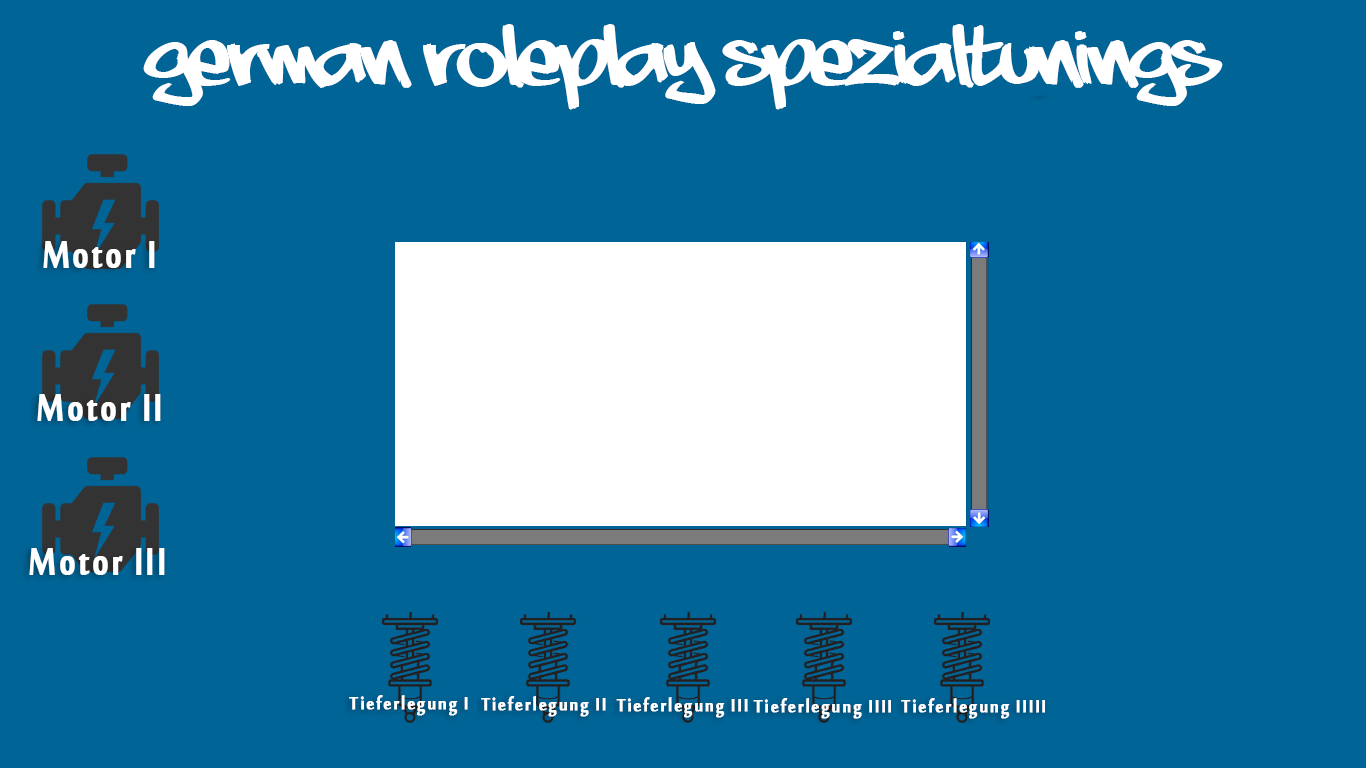 german roleplay spezialtunings
Motor I
Motor II
Motor III
Tieferlegung I Tieferlegung II Tieferlegung III Tieferlegung IIII Tieferlegung IIIII